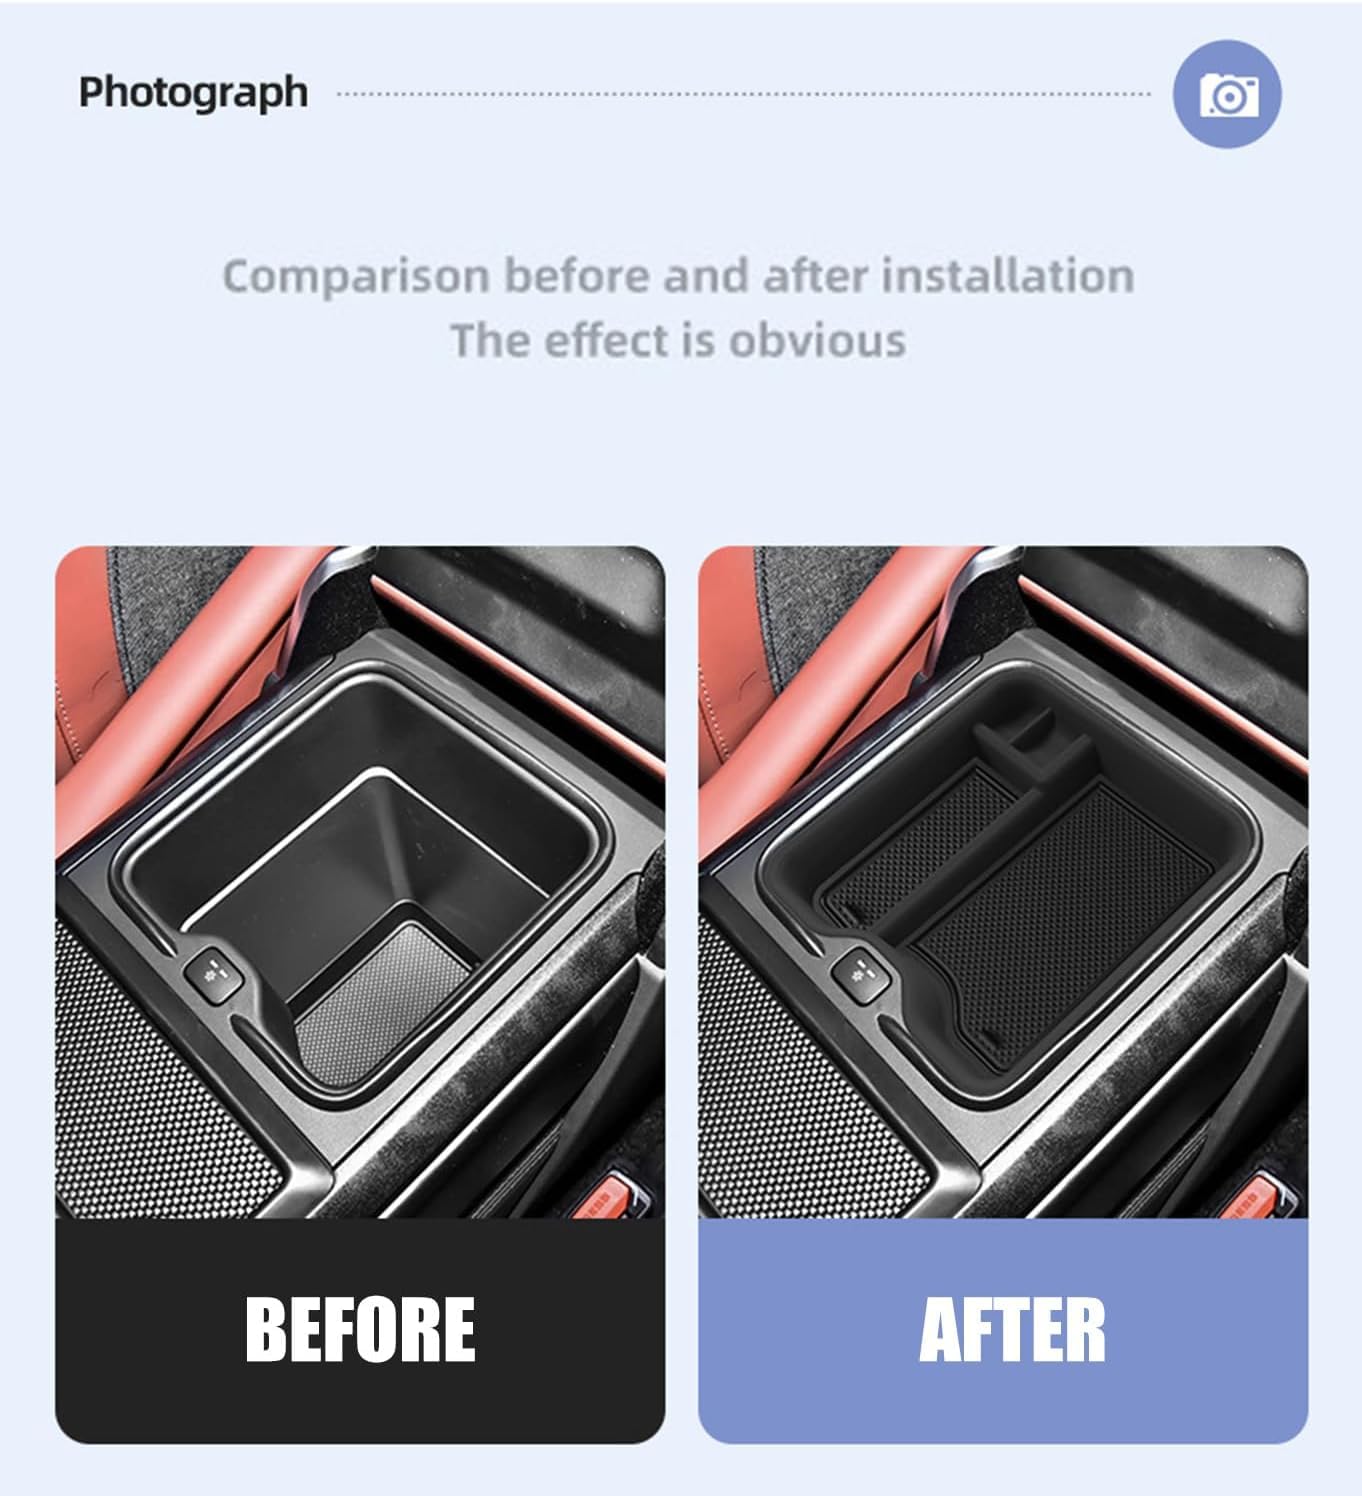 Photograph
Comparison before and after installation
The effect is obvious
BEFORE
AFTER